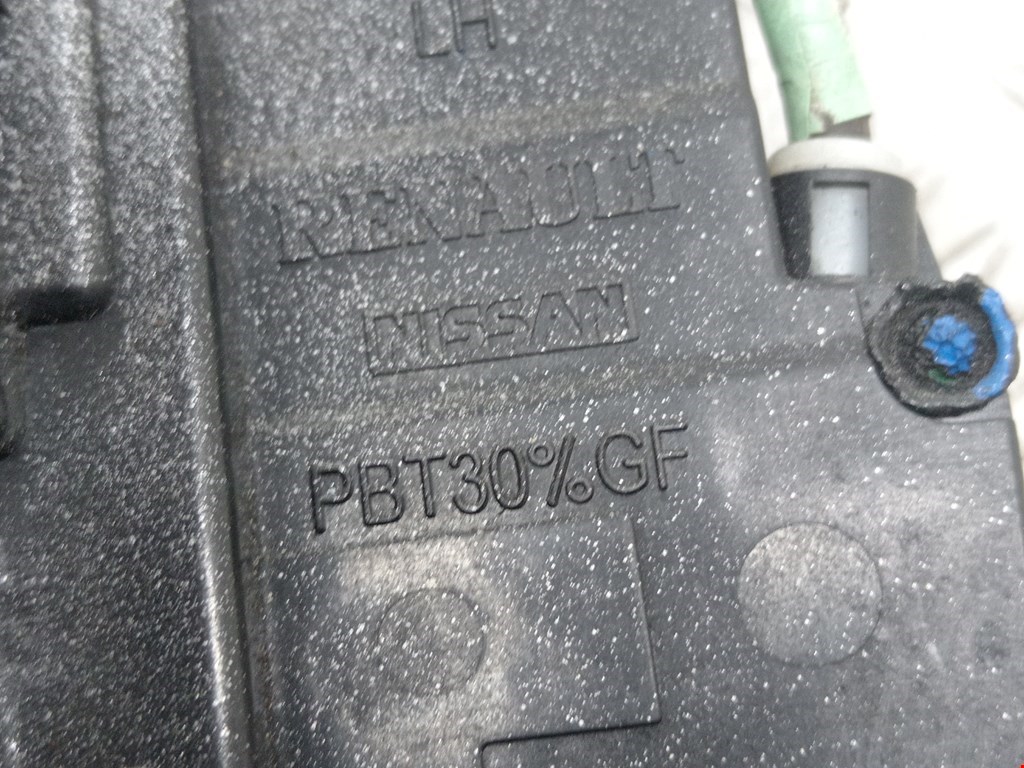 LH
RENAULT
NISSAN
PBT30%GF